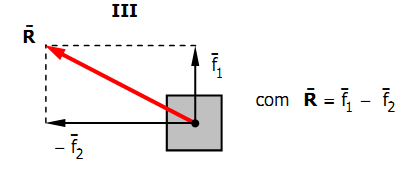 III
R̄
f̄₁
com R̄ = f̄₁ − f̄₂
− f̄₂